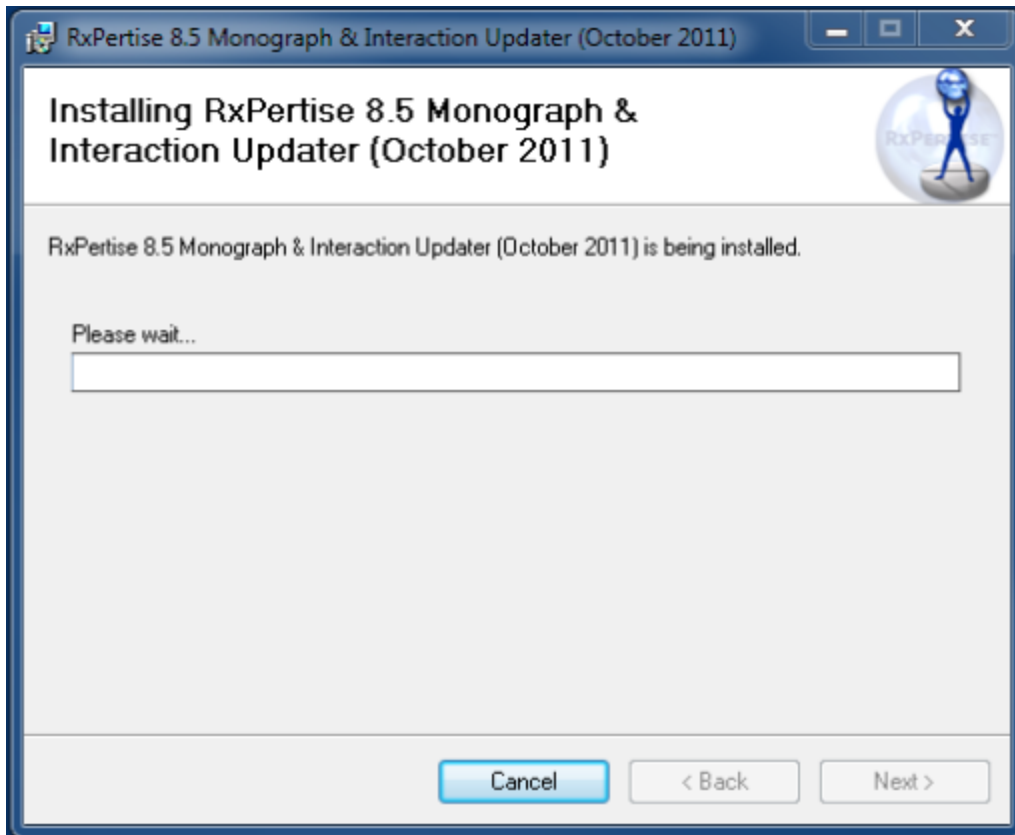 RxPertise 8.5 Monograph & Interaction Updater (October 2011)
Installing RxPertise 8.5 Monograph &
Interaction Updater (October 2011)
RXPERTISE
RxPertise 8.5 Monograph & Interaction Updater (October 2011) is being installed.
Please wait...
Cancel
< Back
Next >